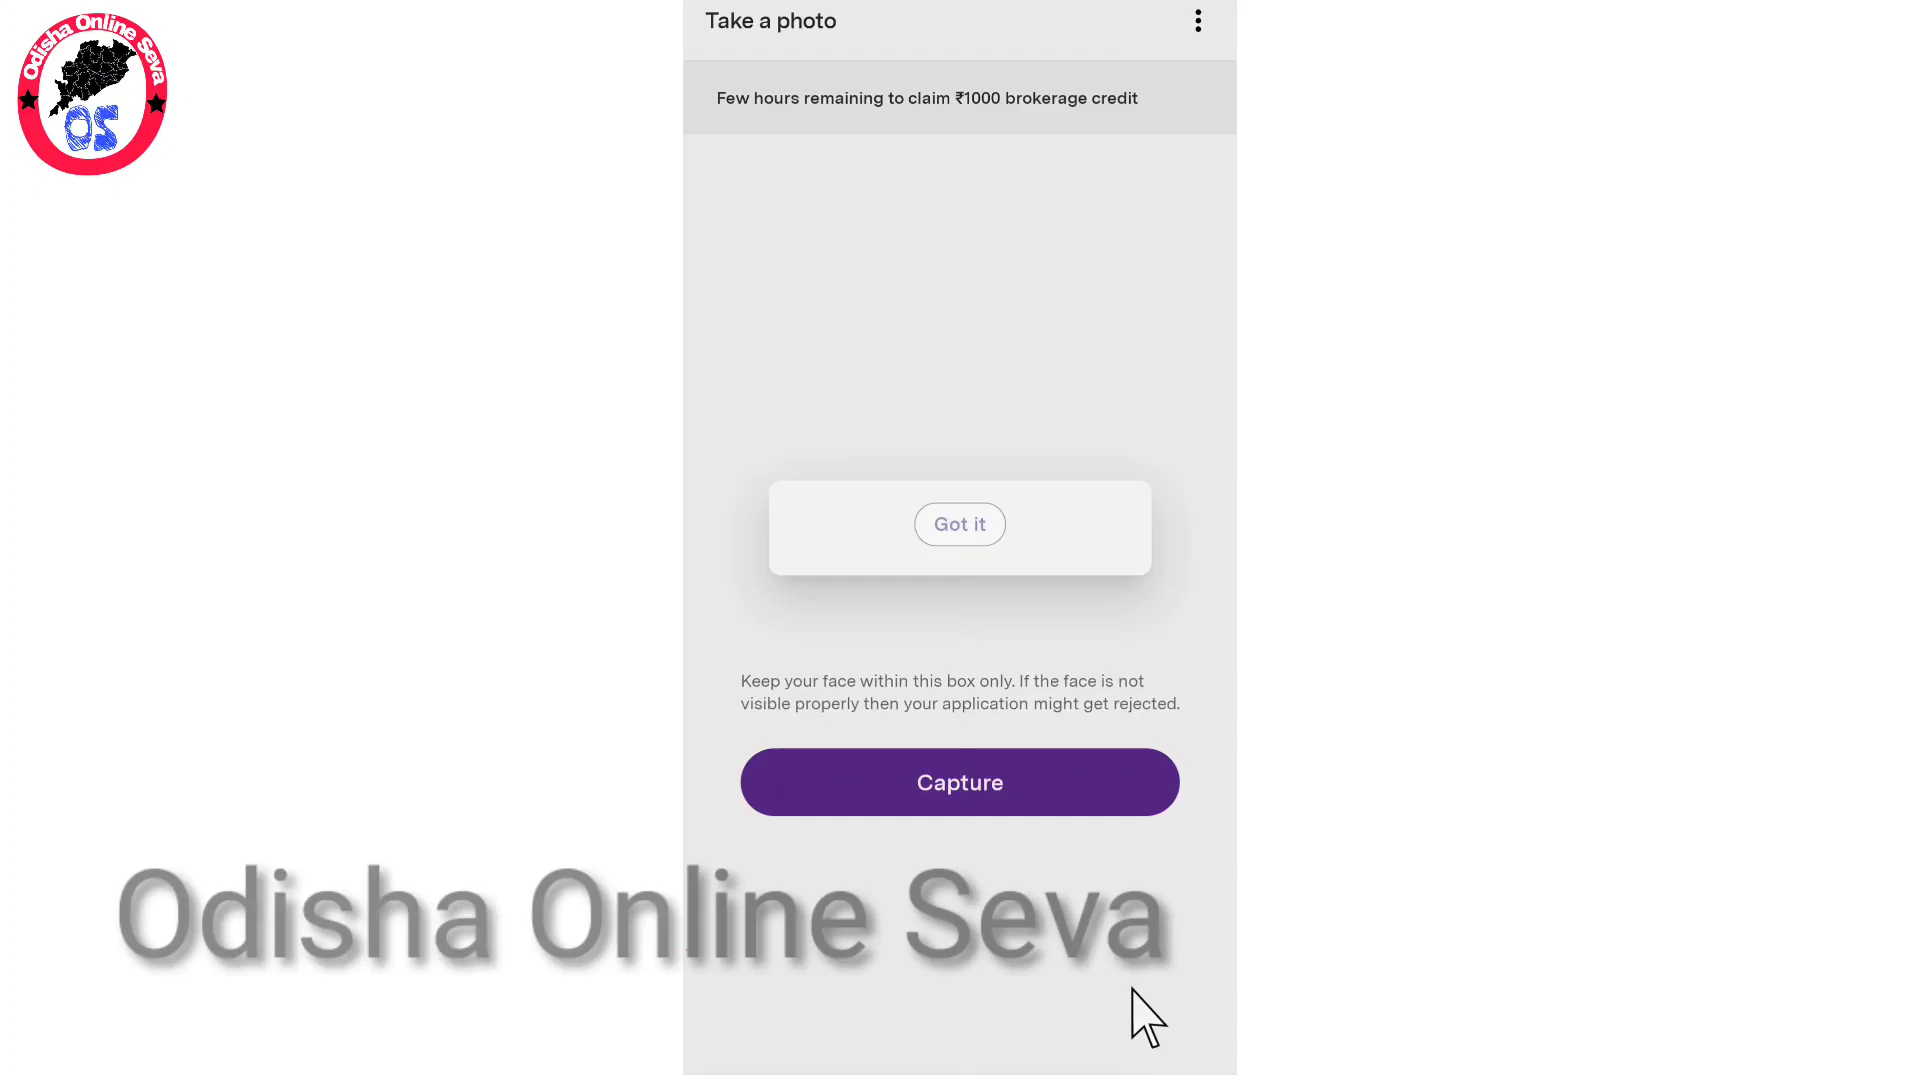 Odisha Online Seva
OS
Take a photo
Few hours remaining to claim ₹1000 brokerage credit
Got it
Keep your face within this box only. If the face is not
visible properly then your application might get rejected.
Capture
Odisha Online Seva